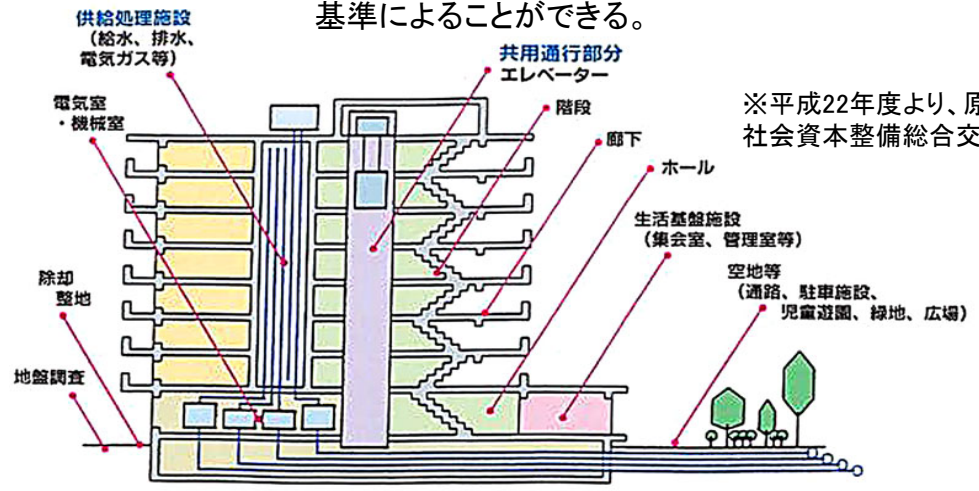 基準によることができる。
供給処理施設
（給水、排水、
電気ガス等）
共用通行部分
エレベーター
電気室
・機械室
階段
廊下
※平成22年度より、原
社会資本整備総合交
ホール
生活基盤施設
（集会室、管理室等）
空地等
（通路、駐車施設、
児童遊園、緑地、広場）
除却
整地
地盤調査